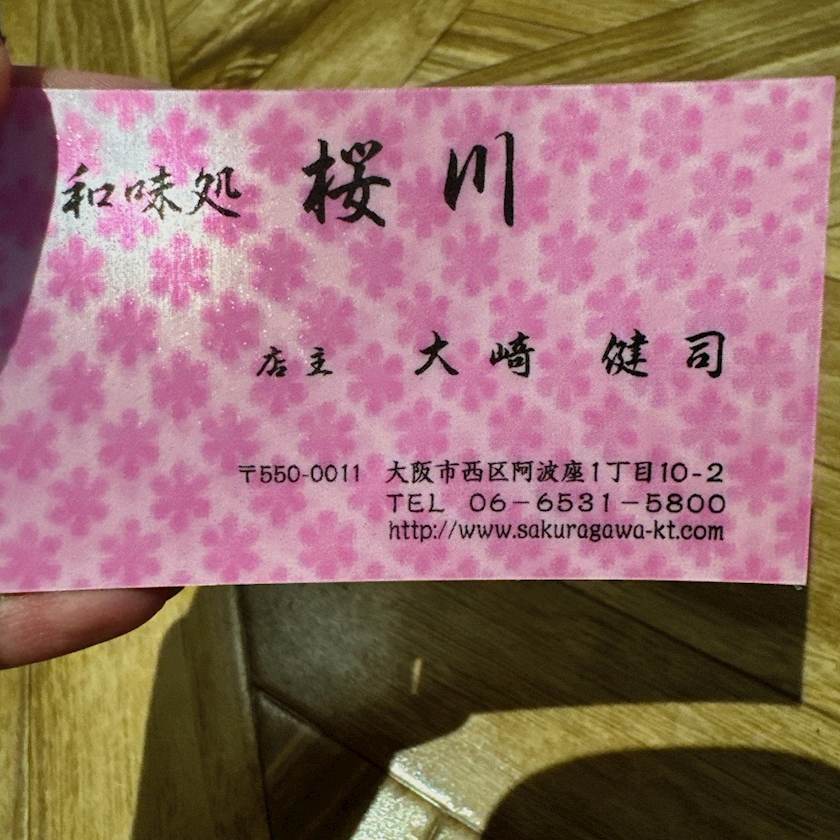 和味処 桜川
店主 大崎 健司
〒550-0011 大阪市西区阿波座1丁目10-2
TEL 06-6531-5800
http://www.sakuragawa-kt.com